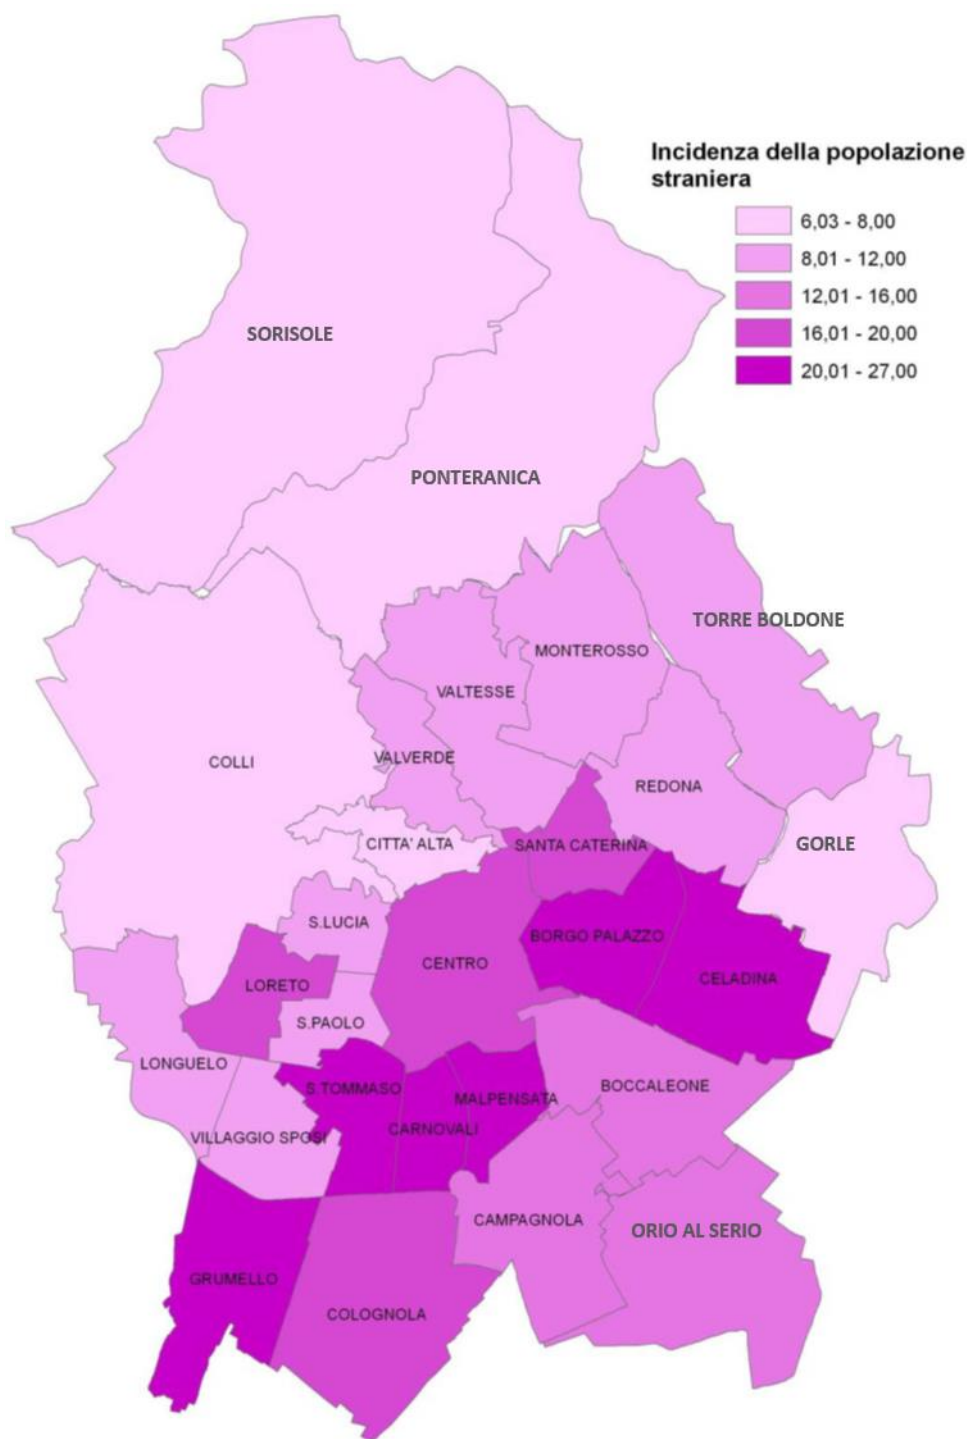 Incidenza della popolazione
straniera
6,03 - 8,00
8,01 - 12,00
12,01 - 16,00
16,01 - 20,00
20,01 - 27,00
SORISOLE
PONTERANICA
TORRE BOLDONE
MONTEROSSO
VALTESSE
VALVERDE
COLLI
REDONA
CITTA' ALTA
SANTA CATERINA
GORLE
S.LUCIA
BORGO PALAZZO
CENTRO
CELADINA
LORETO
S.PAOLO
LONGUELO
S.TOMMASO
BOCCALEONE
MALPENSATA
CARNOVALI
VILLAGGIO SPOSI
CAMPAGNOLA
ORIO AL SERIO
GRUMELLO
COLOGNOLA